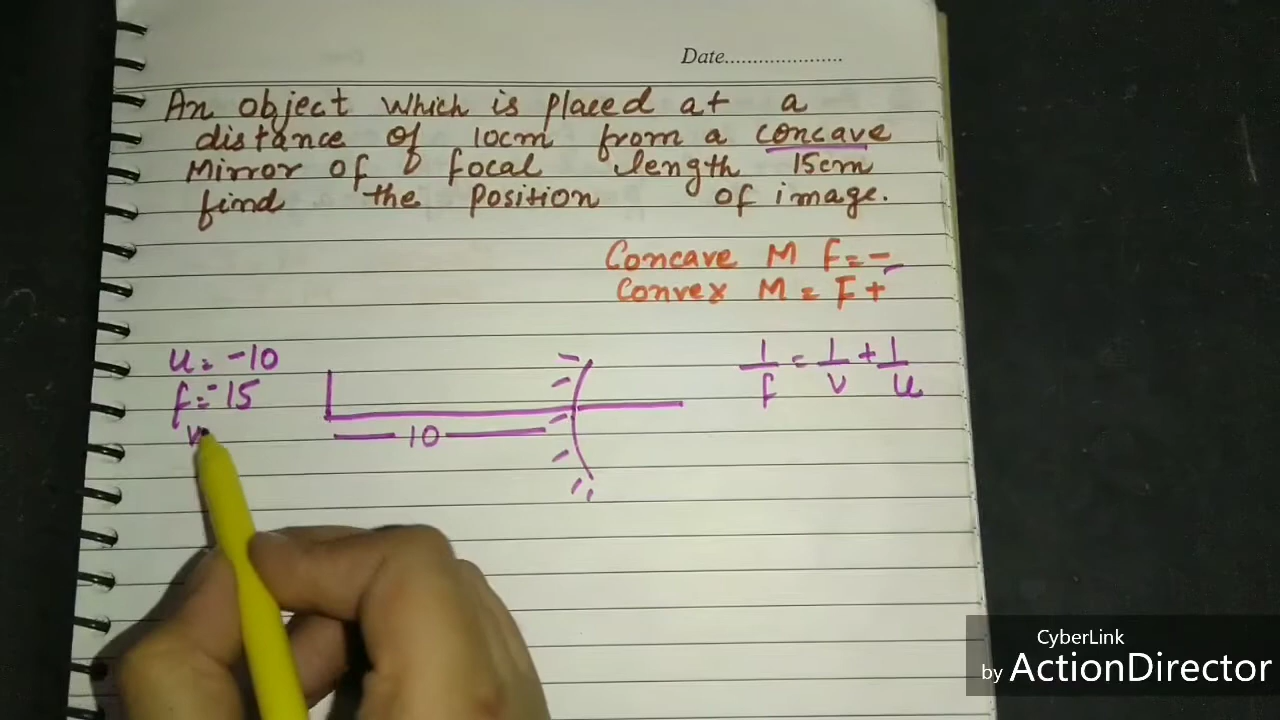 Date.....................
An object which is placed at a
distance of 10cm from a concave
Mirror of focal length 15cm
find the position of image.
Concave M F = -
Convex M = F +
u = -10
f = -15
v
10
1/f = 1/v + 1/u
CyberLink
by ActionDirector